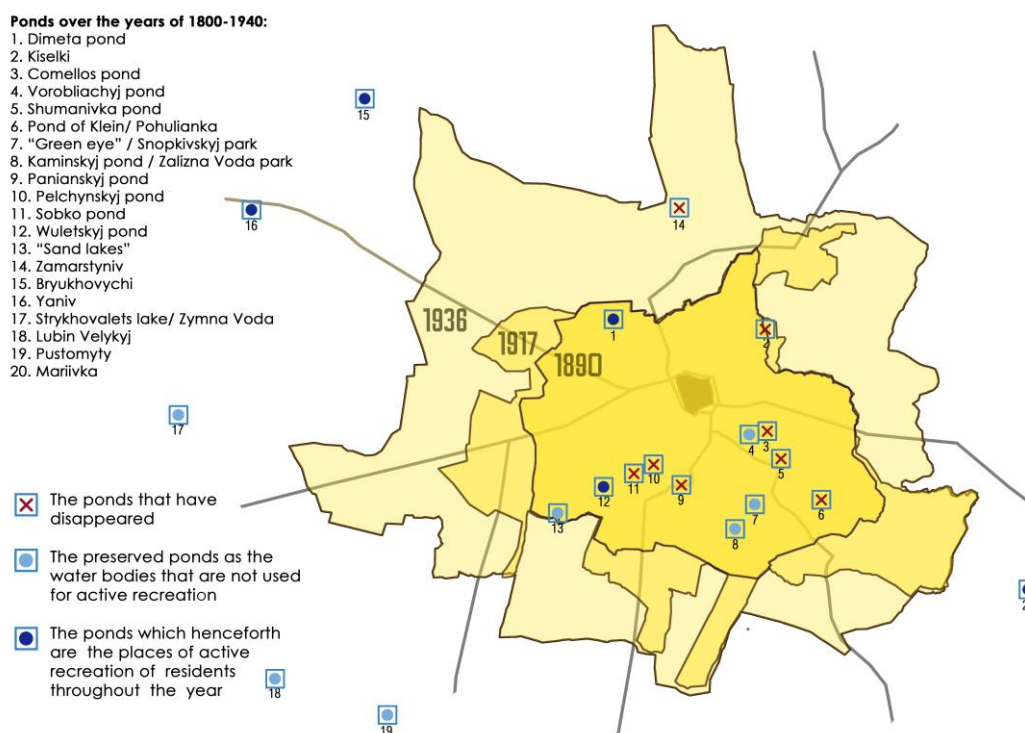 Ponds over the years of 1800-1940:
1. Dimeta pond
2. Kiselki
3. Comellos pond
4. Vorobliachyj pond
5. Shumanivka pond
6. Pond of Klein/ Pohulianka
7. "Green eye" / Snopkivskyj park
8. Kaminskyj pond / Zalizna Voda park
9. Panianskyj pond
10. Pelchynskyj pond
11. Sobko pond
12. Wuletskyj pond
13. "Sand lakes"
14. Zamarstyniv
15. Bryukhovychi
16. Yaniv
17. Strykhovalets lake/ Zymna Voda
18. Lubin Velykyj
19. Pustomyty
20. Mariivka
The ponds that have
disappeared
The preserved ponds as the
water bodies that are not used
for active recreation
The ponds which henceforth
are the places of active
recreation of residents
throughout the year
15
16
14
1936
1917
1890
1
2
17
4
3
5
11
10
9
12
13
7
6
8
18
19